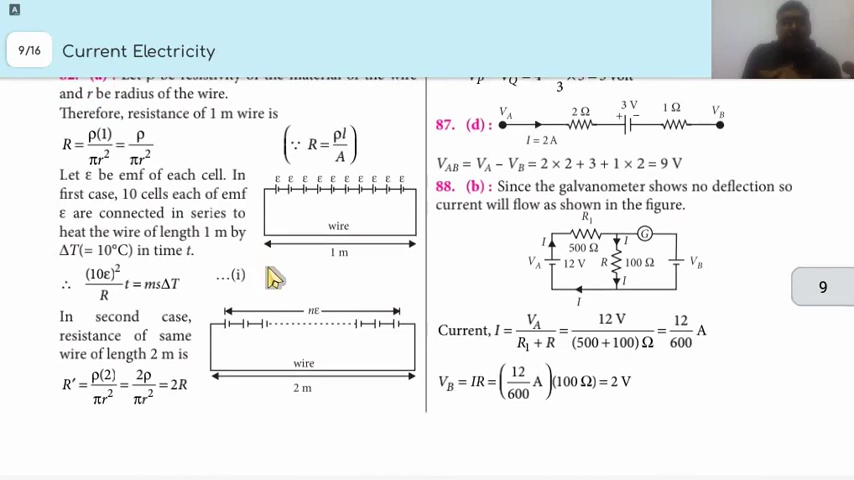 A
9/16
Current Electricity
and r be radius of the wire.
Therefore, resistance of 1 m wire is
R = ρ(1)/πr² = ρ/πr² (∵ R = ρl/A)
Let ε be emf of each cell. In
first case, 10 cells each of emf
ε are connected in series to
heat the wire of length 1 m by
ΔT(= 10°C) in time t.
ε ε ε ε ε ε ε ε ε ε
wire
1 m
∴ (10ε)²/R t = msΔT ...(i)
In second case,
resistance of same
wire of length 2 m is
R′ = ρ(2)/πr² = 2ρ/πr² = 2R
nε
wire
2 m
87. (d) :
V_A 2 Ω 3 V 1 Ω V_B
+ −
I = 2 A
V_AB = V_A − V_B = 2 × 2 + 3 + 1 × 2 = 9 V
88. (b) : Since the galvanometer shows no deflection so
current will flow as shown in the figure.
R₁
I 500 Ω I G
V_A 12 V R 100 Ω V_B
I
I
Current, I = V_A/(R₁ + R) = 12 V/(500 + 100) Ω = 12/600 A
V_B = IR = (12/600 A)(100 Ω) = 2 V
9